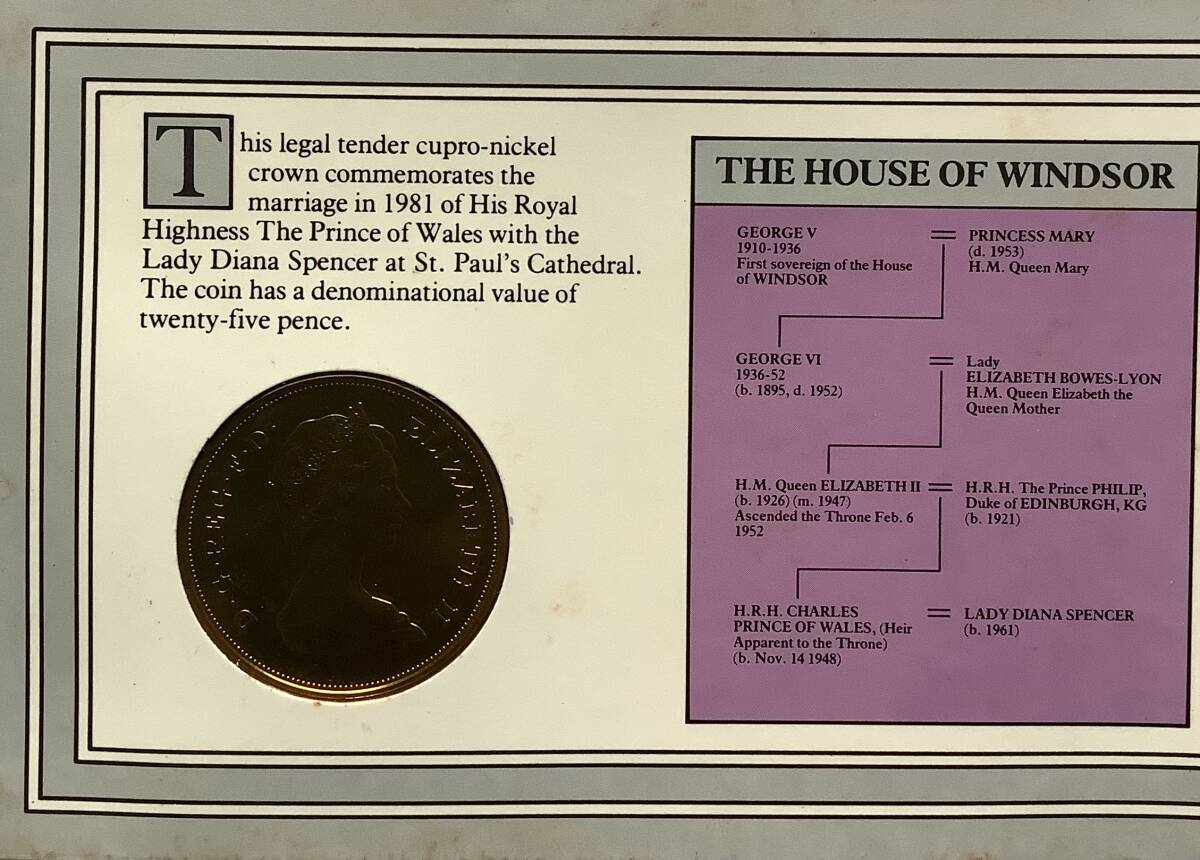 This legal tender cupro-nickel
crown commemorates the
marriage in 1981 of His Royal
Highness The Prince of Wales with the
Lady Diana Spencer at St. Paul's Cathedral.
The coin has a denominational value of
twenty-five pence.
D·G·REG·F·D· ELIZABETH II
THE HOUSE OF WINDSOR
GEORGE V
1910-1936
First sovereign of the House
of WINDSOR
= PRINCESS MARY
(d. 1953)
H.M. Queen Mary
GEORGE VI
1936-52
(b. 1895, d. 1952)
= Lady
ELIZABETH BOWES-LYON
H.M. Queen Elizabeth the
Queen Mother
H.M. Queen ELIZABETH II
(b. 1926) (m. 1947)
Ascended the Throne Feb. 6
1952
= H.R.H. The Prince PHILIP,
Duke of EDINBURGH, KG
(b. 1921)
H.R.H. CHARLES
PRINCE OF WALES, (Heir
Apparent to the Throne)
(b. Nov. 14 1948)
= LADY DIANA SPENCER
(b. 1961)